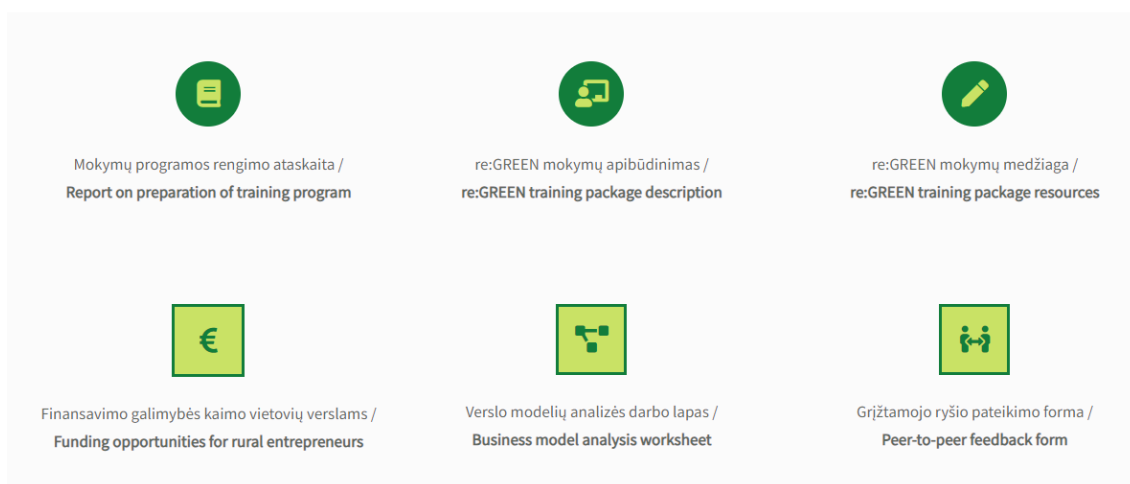 Mokymų programos rengimo ataskaita /
Report on preparation of training program
re:GREEN mokymų apibūdinimas /
re:GREEN training package description
re:GREEN mokymų medžiaga /
re:GREEN training package resources
€
Finansavimo galimybės kaimo vietovių verslams /
Funding opportunities for rural entrepreneurs
Verslo modelių analizės darbo lapas /
Business model analysis worksheet
Grįžtamojo ryšio pateikimo forma /
Peer-to-peer feedback form